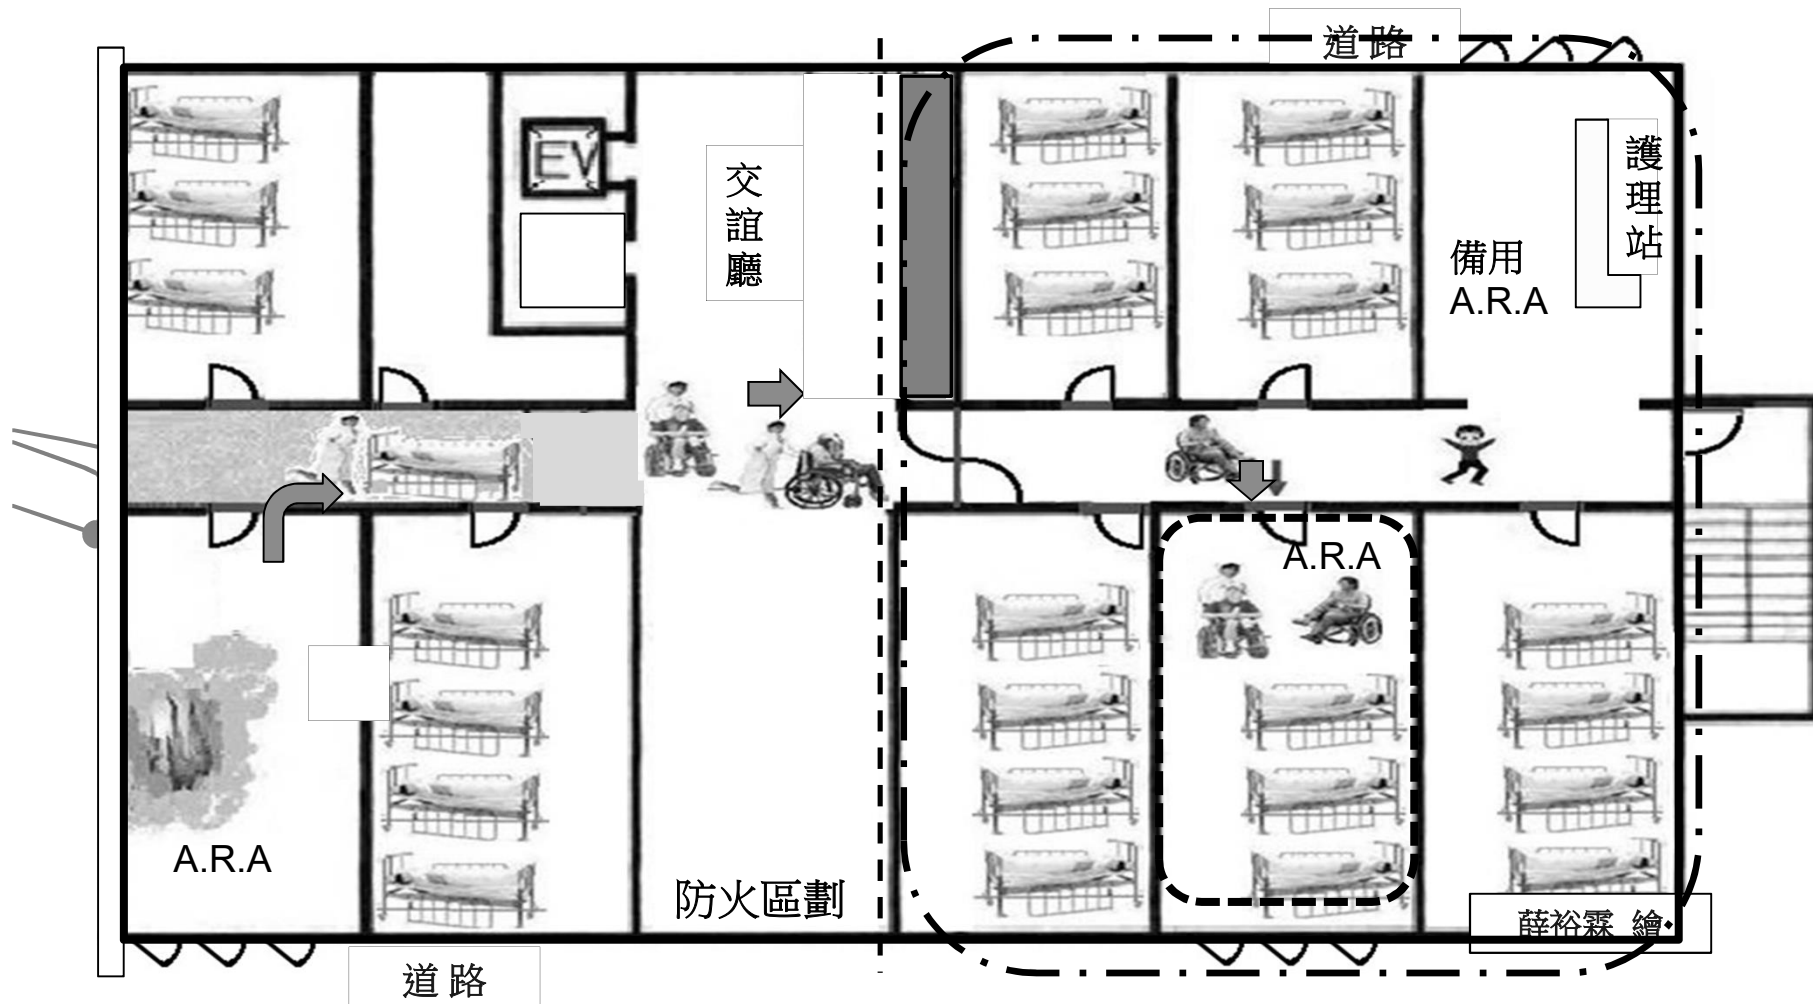 道 路
EV
交
誼
廳
護
理
站
備用
A.R.A
A.R.A
A.R.A
防火區劃
薛裕霖 繪
道 路